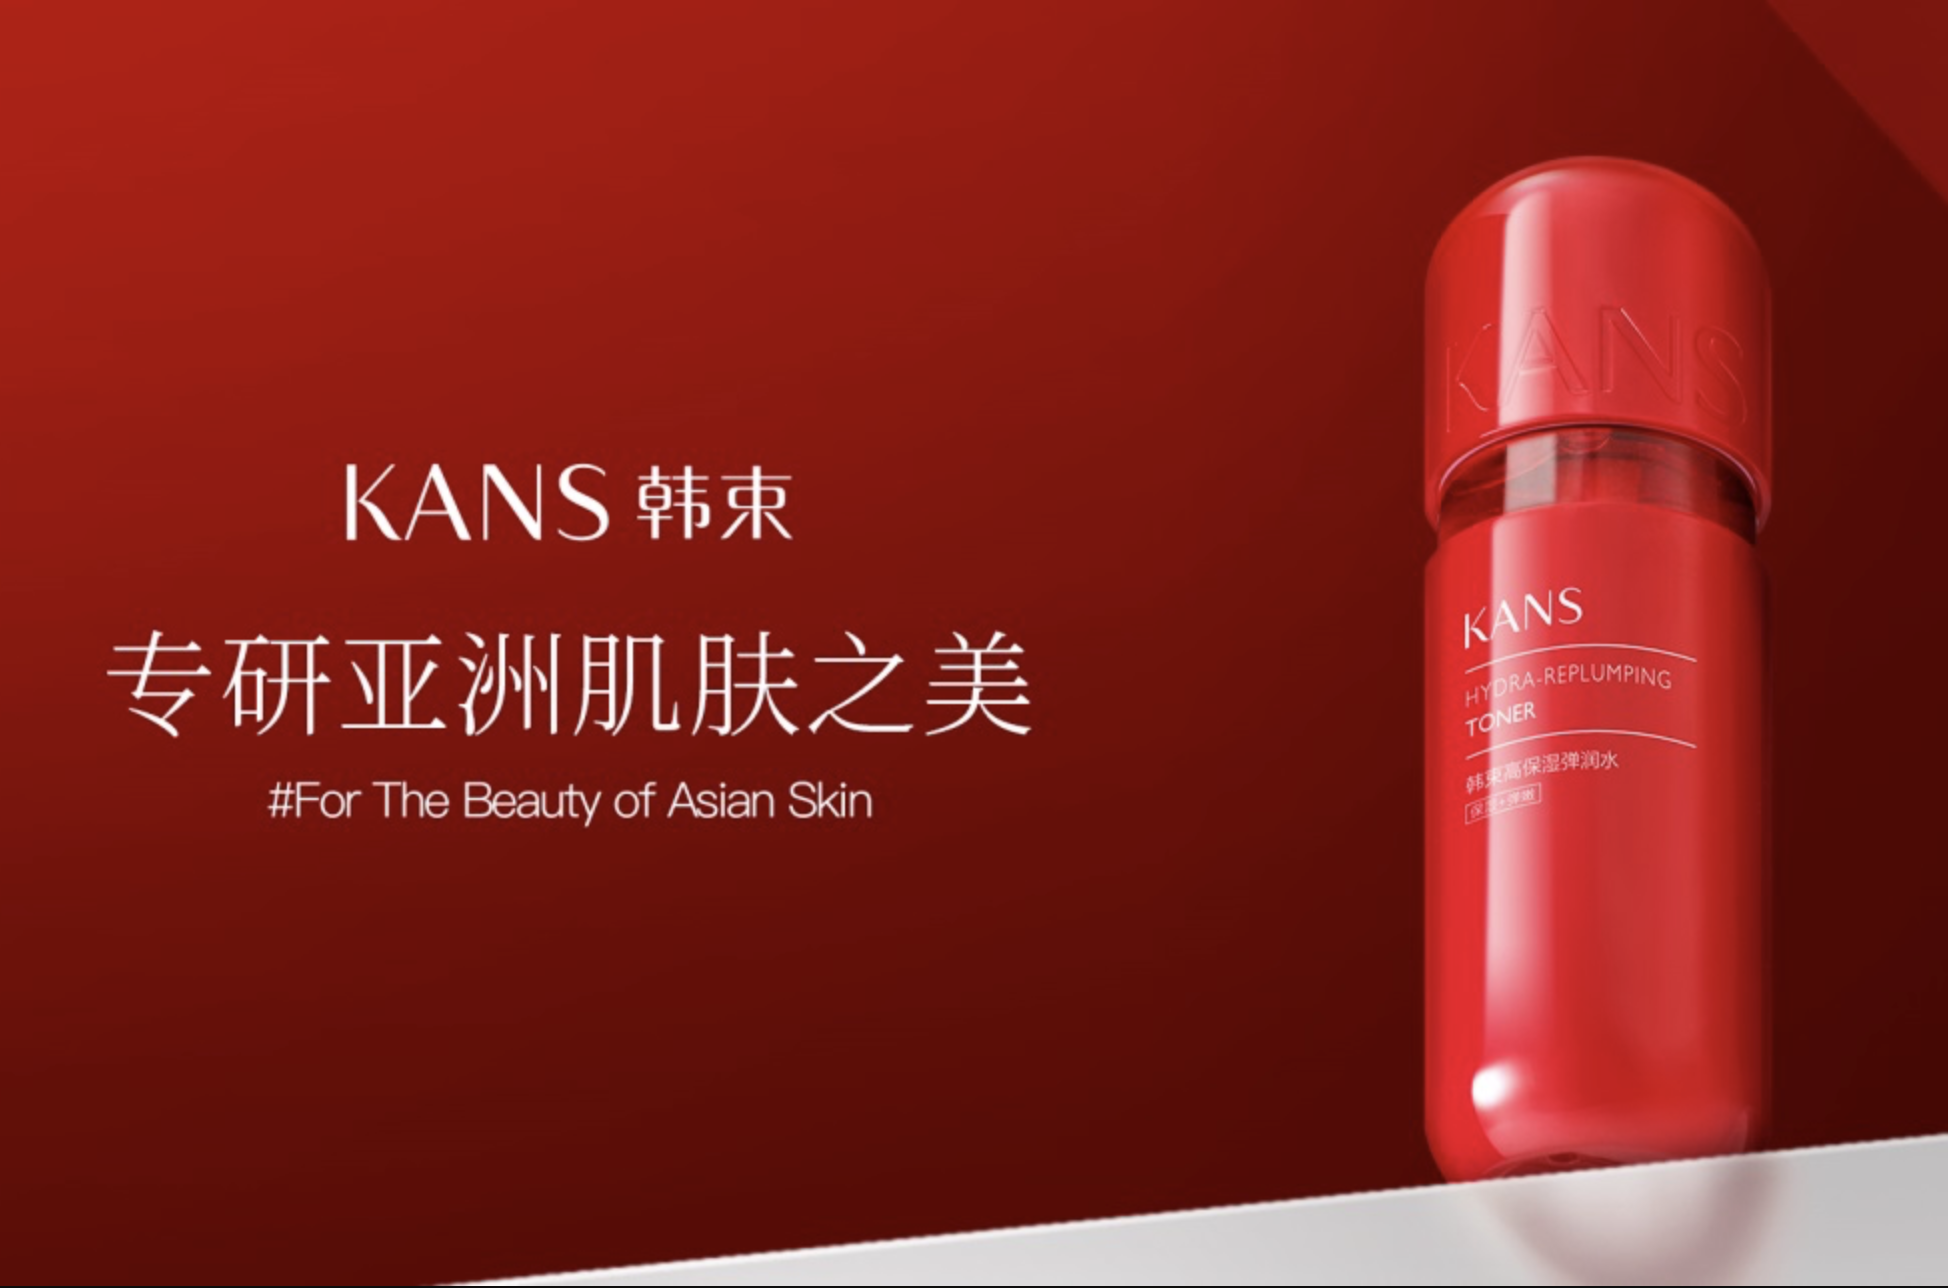 KANS 韩束
专研亚洲肌肤之美
#For The Beauty of Asian Skin
KANS
KANS
HYDRA-REPLUMPING
TONER
韩束高保湿弹润水